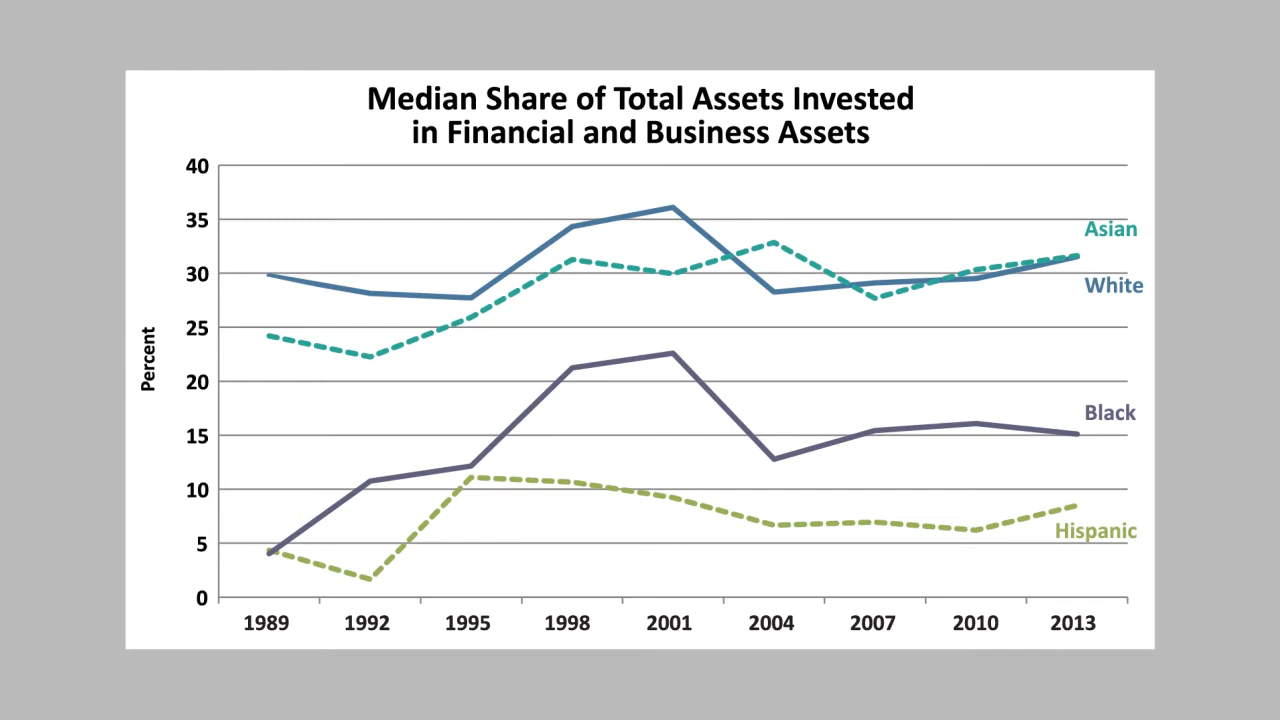 Median Share of Total Assets Invested
in Financial and Business Assets
40
35
30
25
20
15
10
5
0
Percent
Asian
White
Black
Hispanic
1989 1992 1995 1998 2001 2004 2007 2010 2013